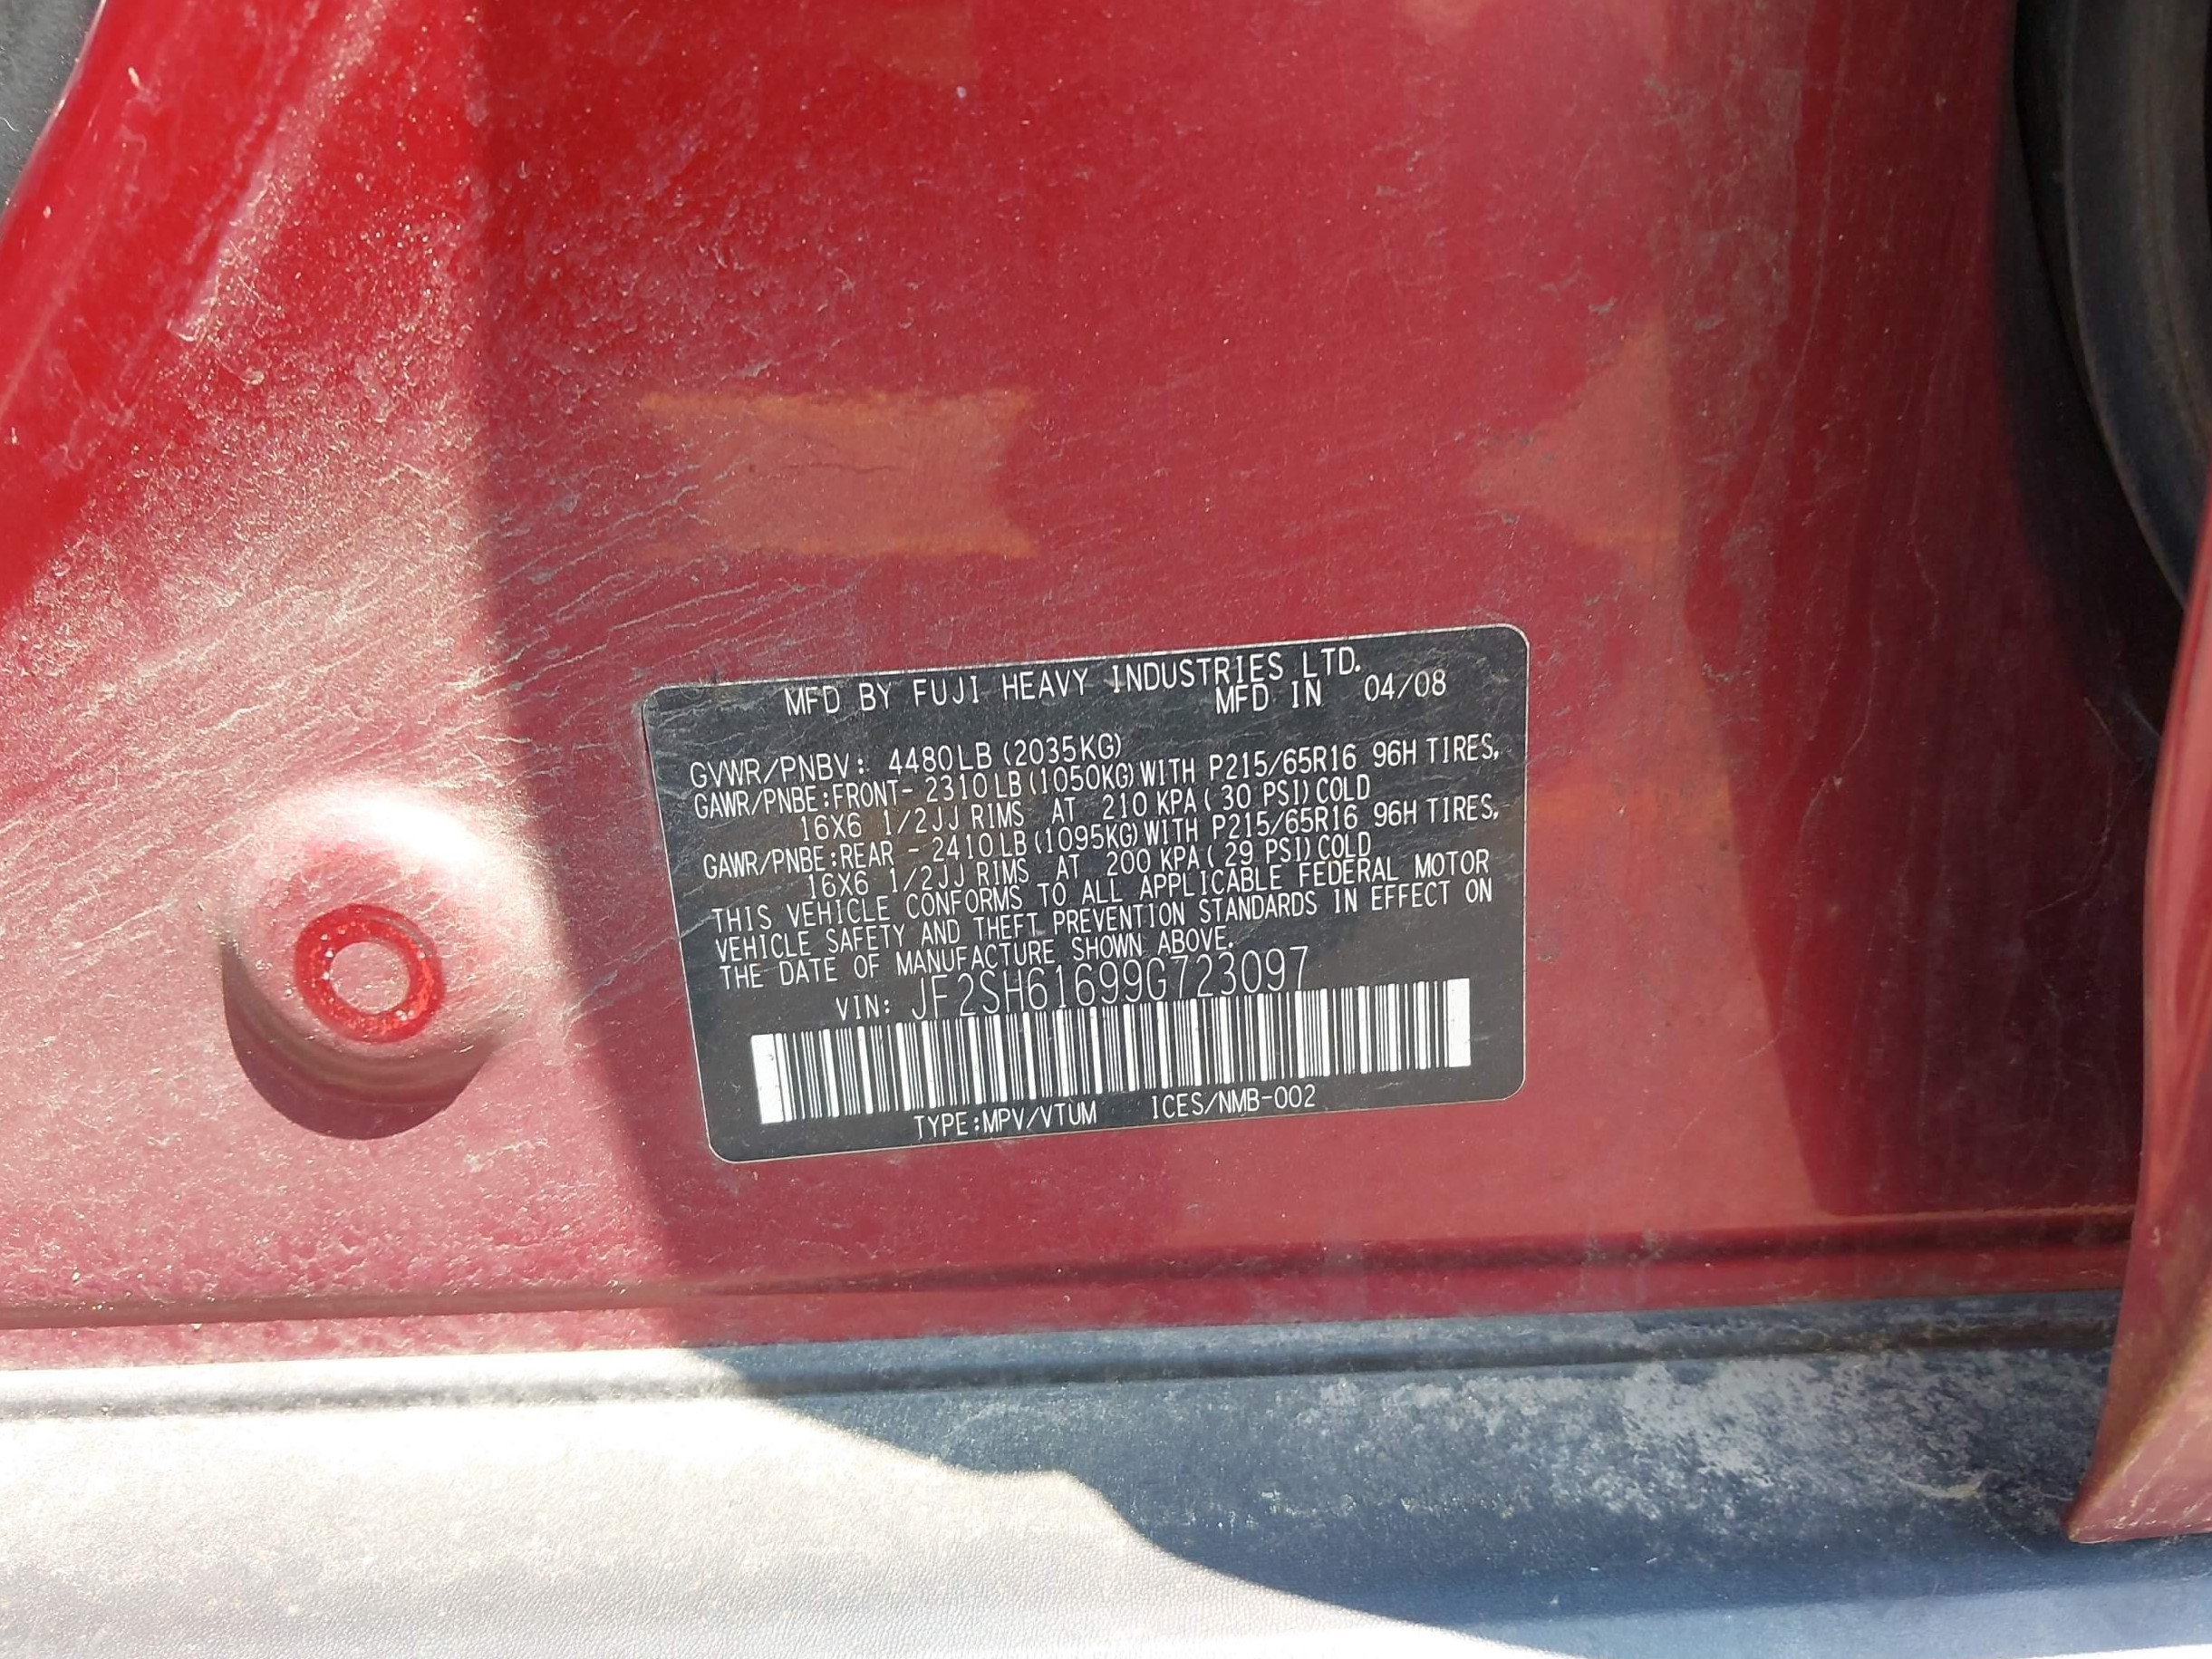 MFD BY FUJI HEAVY INDUSTRIES LTD.
MFD IN 04/08
GVWR/PNBV: 4480LB (2035KG)
GAWR/PNBE:FRONT- 2310LB (1050KG) WITH P215/65R16 96H TIRES,
16X6 1/2JJ RIMS AT 210 KPA ( 30 PSI) COLD
GAWR/PNBE:REAR - 2410LB (1095KG) WITH P215/65R16 96H TIRES,
16X6 1/2JJ RIMS AT 200 KPA ( 29 PSI) COLD
THIS VEHICLE CONFORMS TO ALL APPLICABLE FEDERAL MOTOR
VEHICLE SAFETY AND THEFT PREVENTION STANDARDS IN EFFECT ON
THE DATE OF MANUFACTURE SHOWN ABOVE.
VIN: JF2SH61699G723097
TYPE:MPV/VTUM ICES/NMB-002